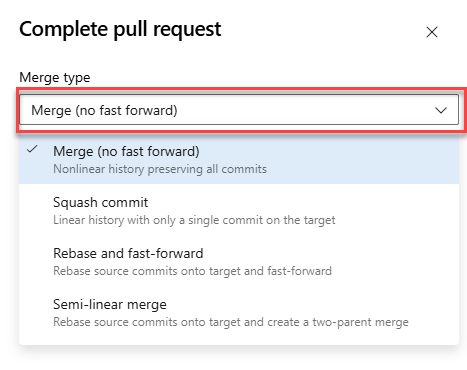 Complete pull request
Merge type
Merge (no fast forward)
Merge (no fast forward)
Nonlinear history preserving all commits
Squash commit
Linear history with only a single commit on the target
Rebase and fast-forward
Rebase source commits onto target and fast-forward
Semi-linear merge
Rebase source commits onto target and create a two-parent merge